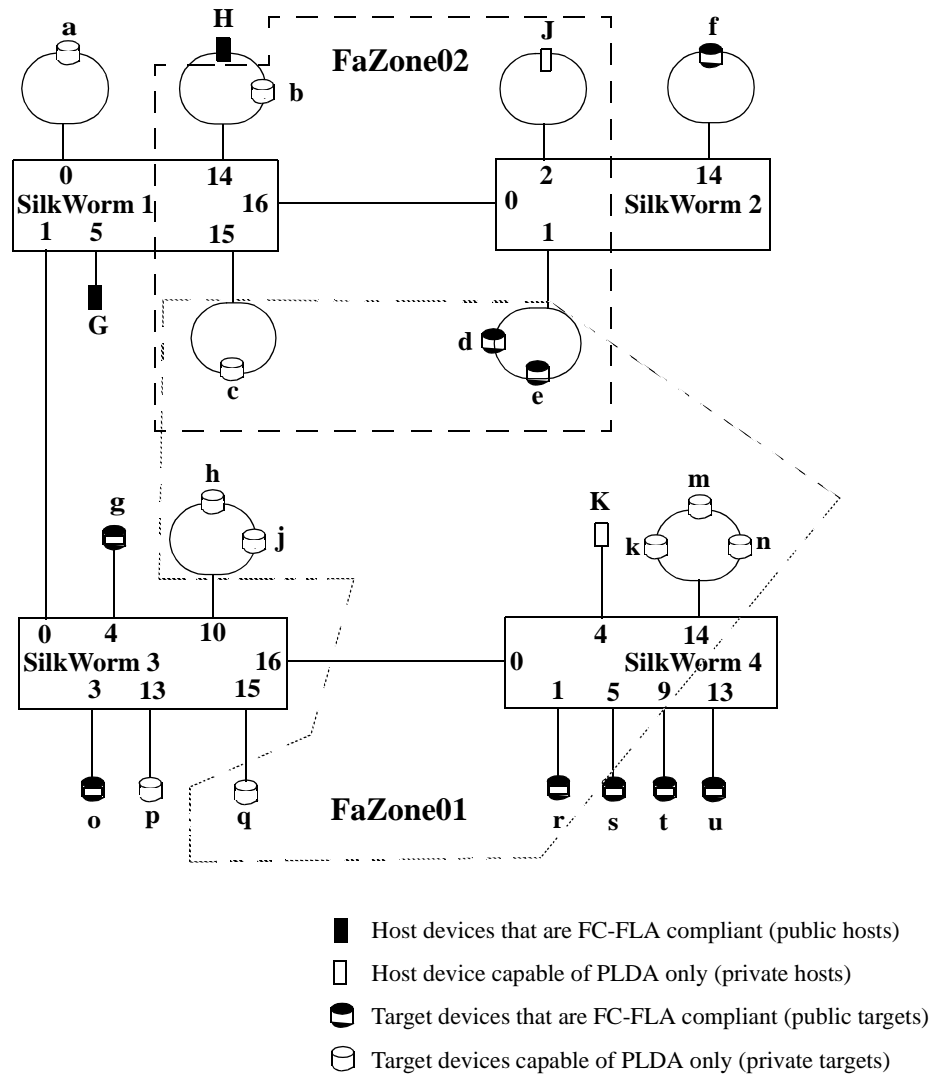 a
H
J
f
FaZone02
b
0
14
2
14
SilkWorm 1
16
0
SilkWorm 2
1
5
15
1
G
d
c
e
h
m
g
K
j
k
n
0
4
10
4
14
SilkWorm 3
16
0
SilkWorm 4
3
13
15
1
5
9
13
o
p
q
FaZone01
r
s
t
u
Host devices that are FC-FLA compliant (public hosts)
Host device capable of PLDA only (private hosts)
Target devices that are FC-FLA compliant (public targets)
Target devices capable of PLDA only (private targets)